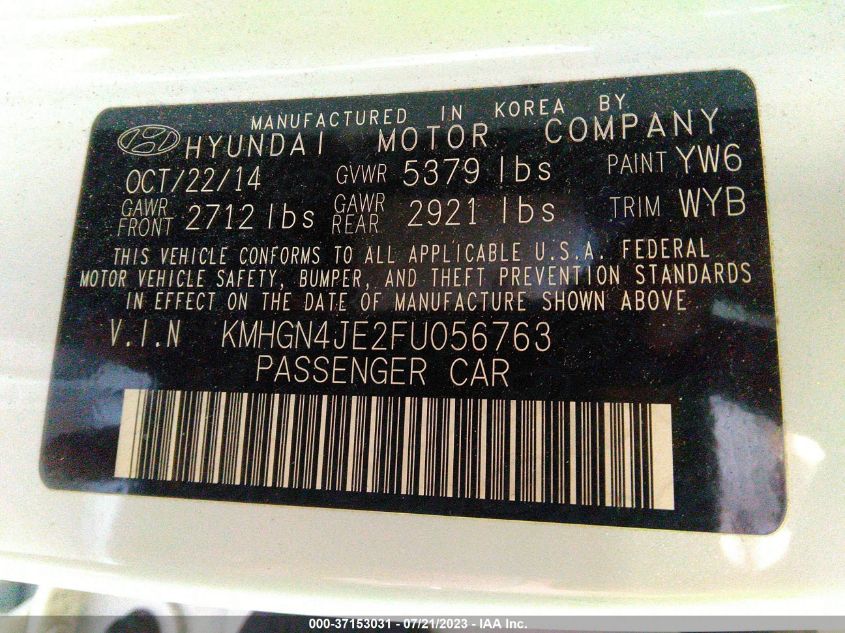 MANUFACTURED IN KOREA BY
HYUNDAI MOTOR COMPANY
OCT/22/14 GVWR 5379 lbs PAINT YW6
GAWR FRONT 2712 lbs GAWR REAR 2921 lbs TRIM WYB
THIS VEHICLE CONFORMS TO ALL APPLICABLE U.S.A. FEDERAL
MOTOR VEHICLE SAFETY, BUMPER, AND THEFT PREVENTION STANDARDS
IN EFFECT ON THE DATE OF MANUFACTURE SHOWN ABOVE
V.I.N KMHGN4JE2FU056763
PASSENGER CAR
000-37153031 - 07/21/2023 - IAA Inc.